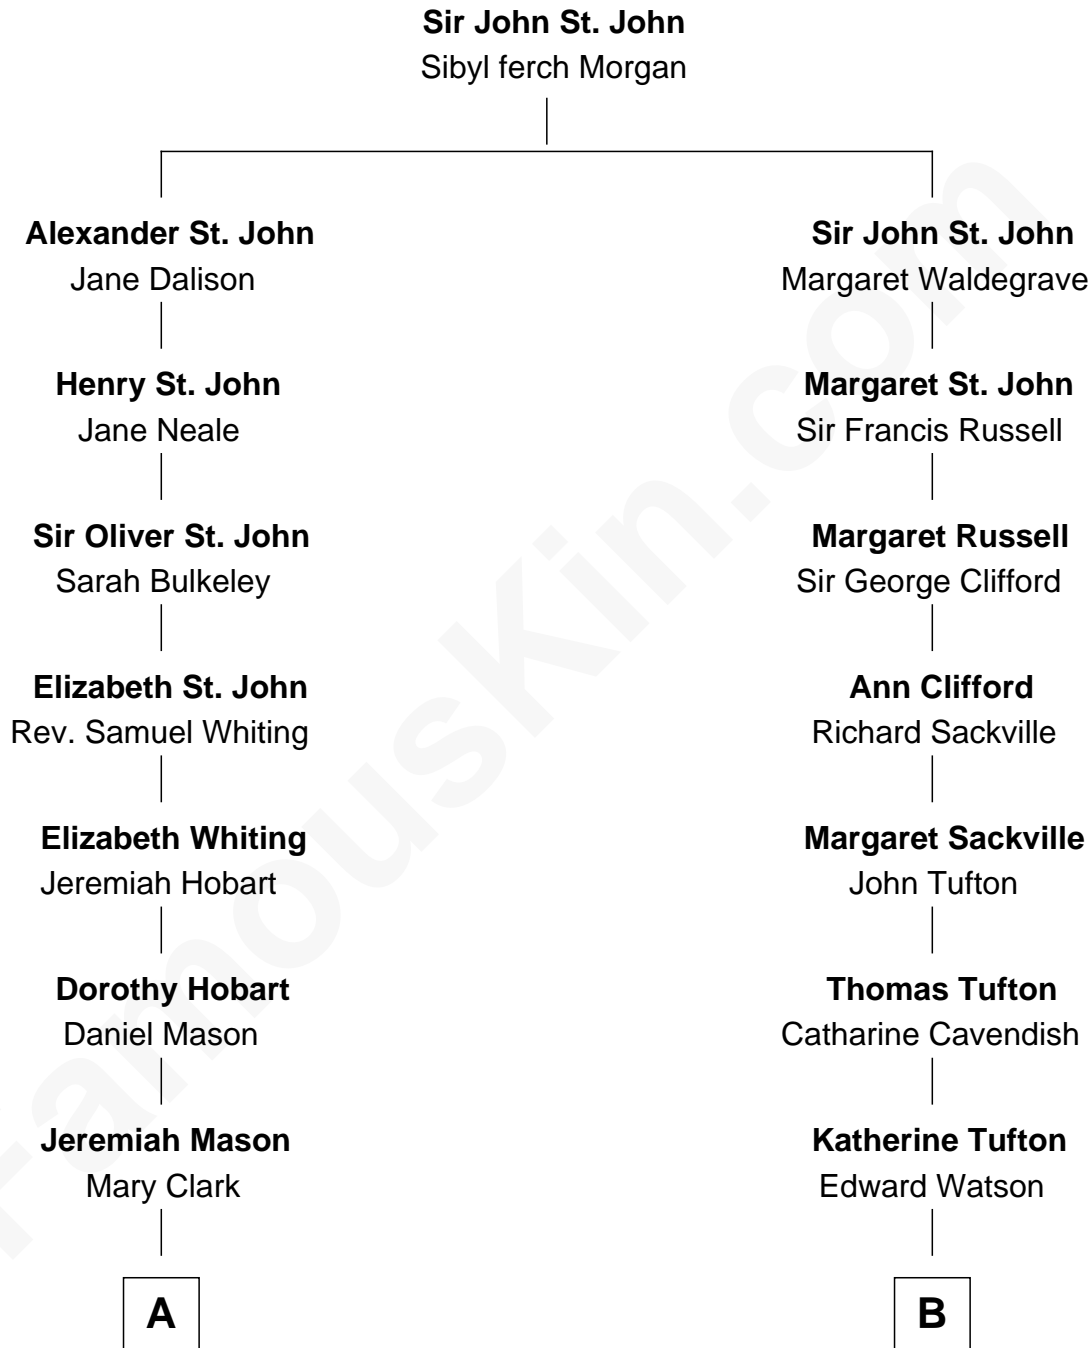 Sir John St. John
Sibyl ferch Morgan
Alexander St. John
Jane Dalison
Sir John St. John
Margaret Waldegrave
Henry St. John
Jane Neale
Margaret St. John
Sir Francis Russell
Sir Oliver St. John
Sarah Bulkeley
Margaret Russell
Sir George Clifford
Elizabeth St. John
Rev. Samuel Whiting
Ann Clifford
Richard Sackville
Elizabeth Whiting
Jeremiah Hobart
Margaret Sackville
John Tufton
Dorothy Hobart
Daniel Mason
Thomas Tufton
Catharine Cavendish
Jeremiah Mason
Mary Clark
Katherine Tufton
Edward Watson
A
B
FamousKin.com